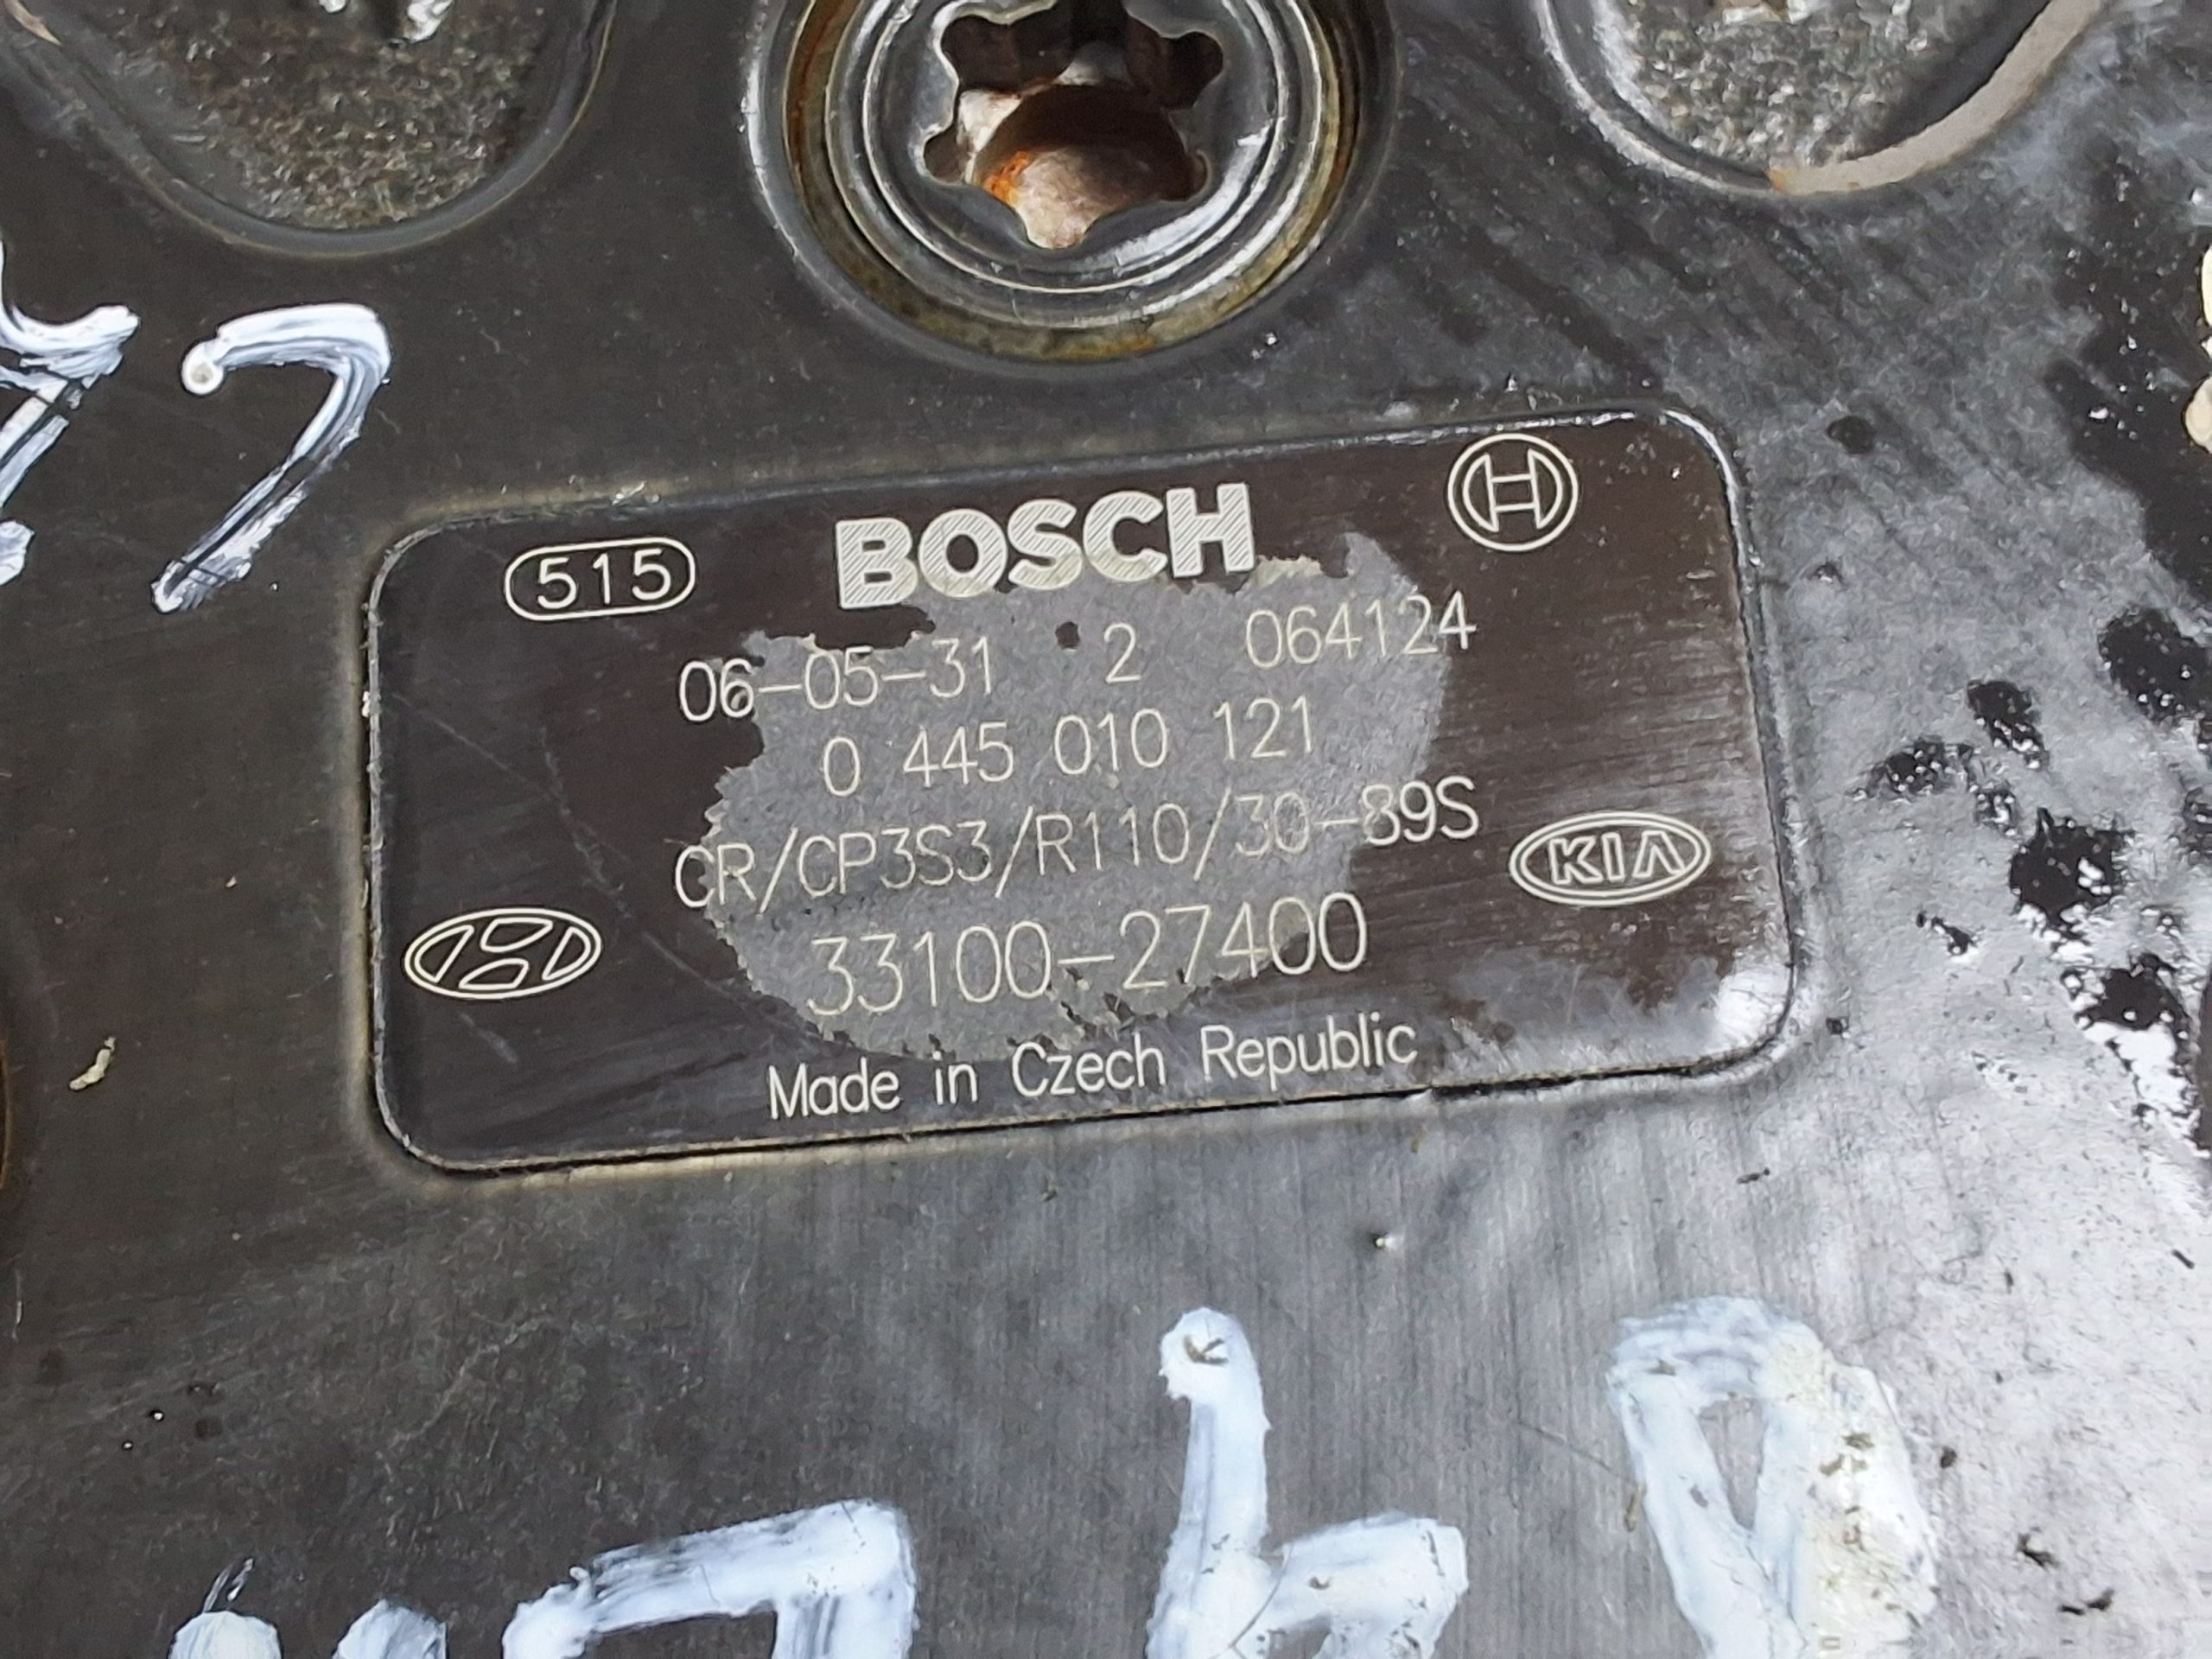 515 BOSCH
06-05-31 2 064124
0 445 010 121
CR/CP3S3/R110/30-89S
KIA
33100-27400
Made in Czech Republic